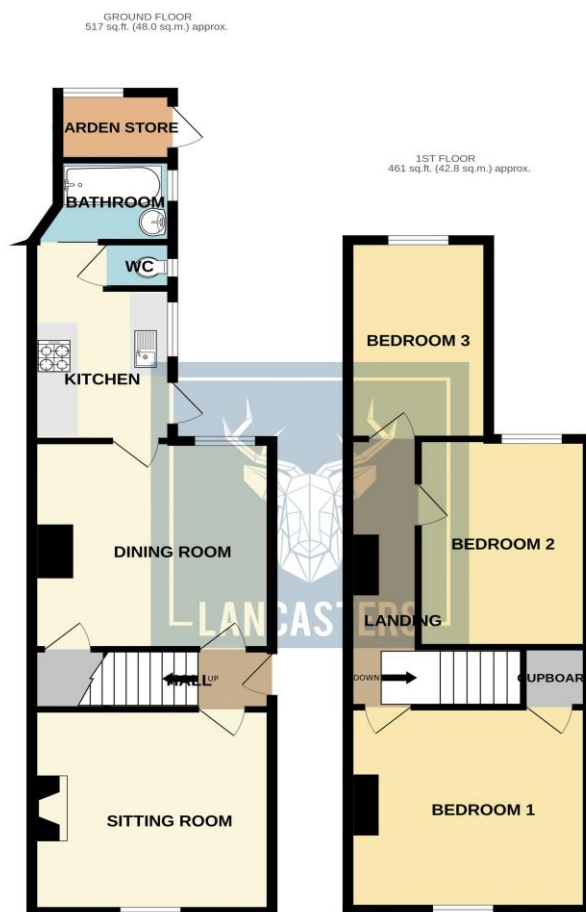 GROUND FLOOR
517 sq.ft. (48.0 sq.m.) approx.
ARDEN STORE
BATHROOM
WC
KITCHEN
DINING ROOM
HALL
UP
SITTING ROOM
1ST FLOOR
461 sq.ft. (42.8 sq.m.) approx.
BEDROOM 3
BEDROOM 2
LANDING
DOWN
CUPBOAR
BEDROOM 1
LANCASTERS